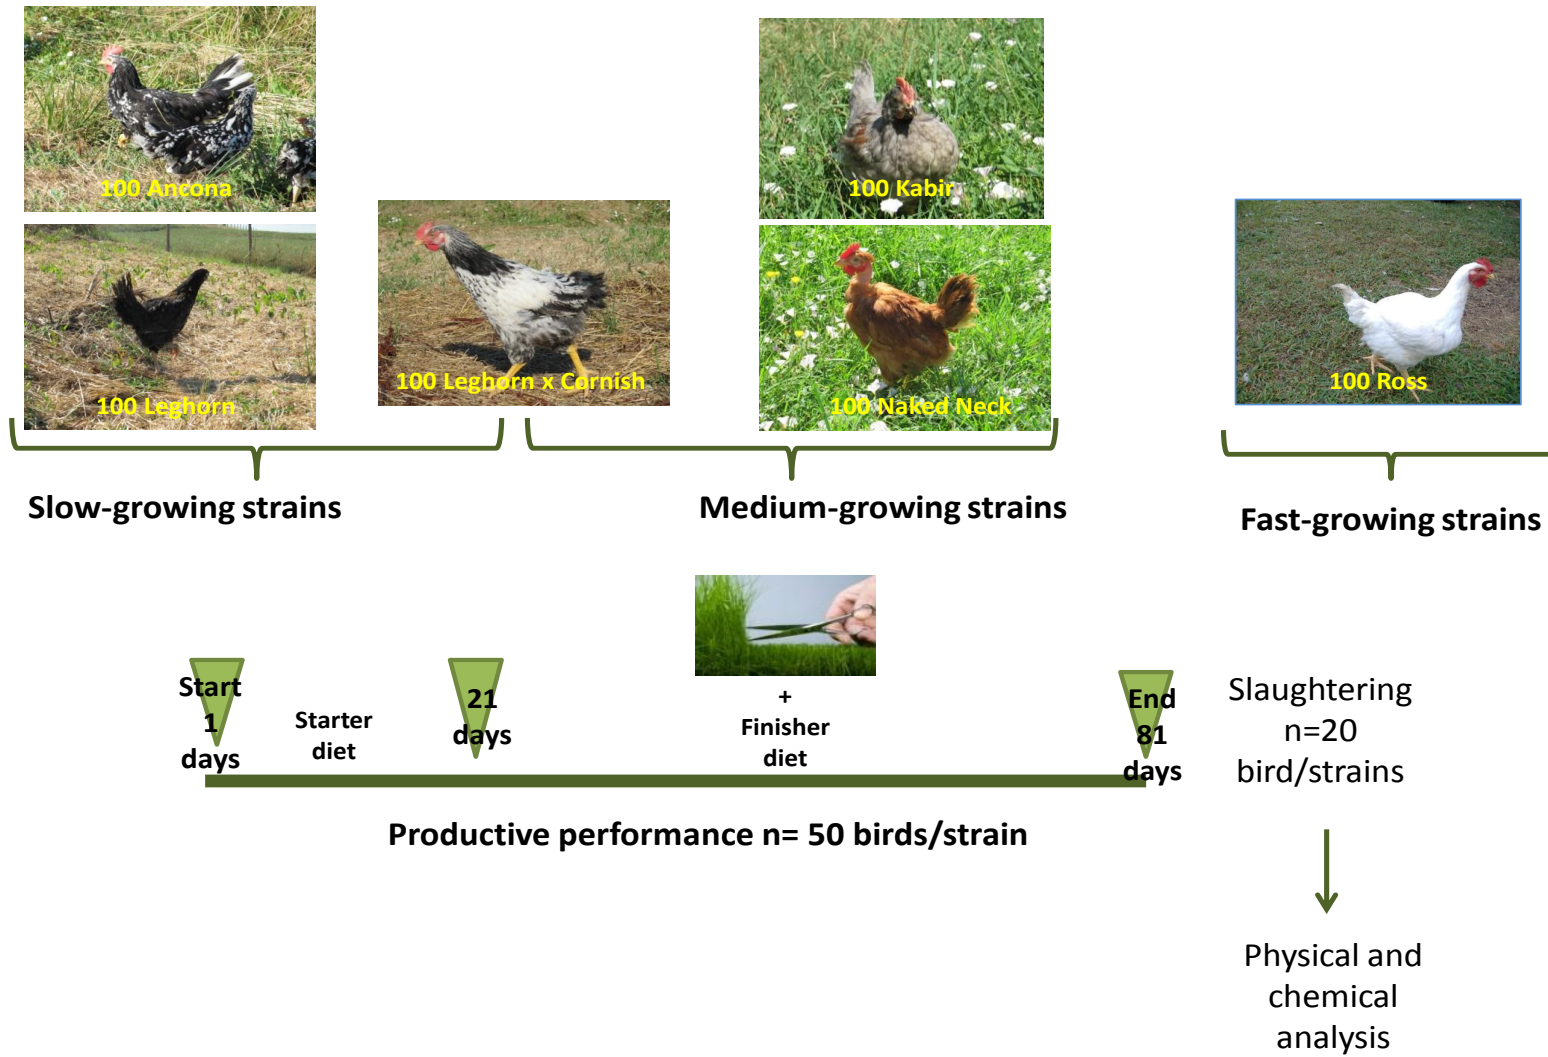 100 Ancona
100 Leghorn
100 Leghorn x Cornish
100 Kabir
100 Naked Neck
100 Ross
Slow-growing strains
Medium-growing strains
Fast-growing strains
Start
1
days
Starter
diet
21
days
+
Finisher
diet
End
81
days
Productive performance n= 50 birds/strain
Slaughtering
n=20
bird/strains
Physical and
chemical
analysis